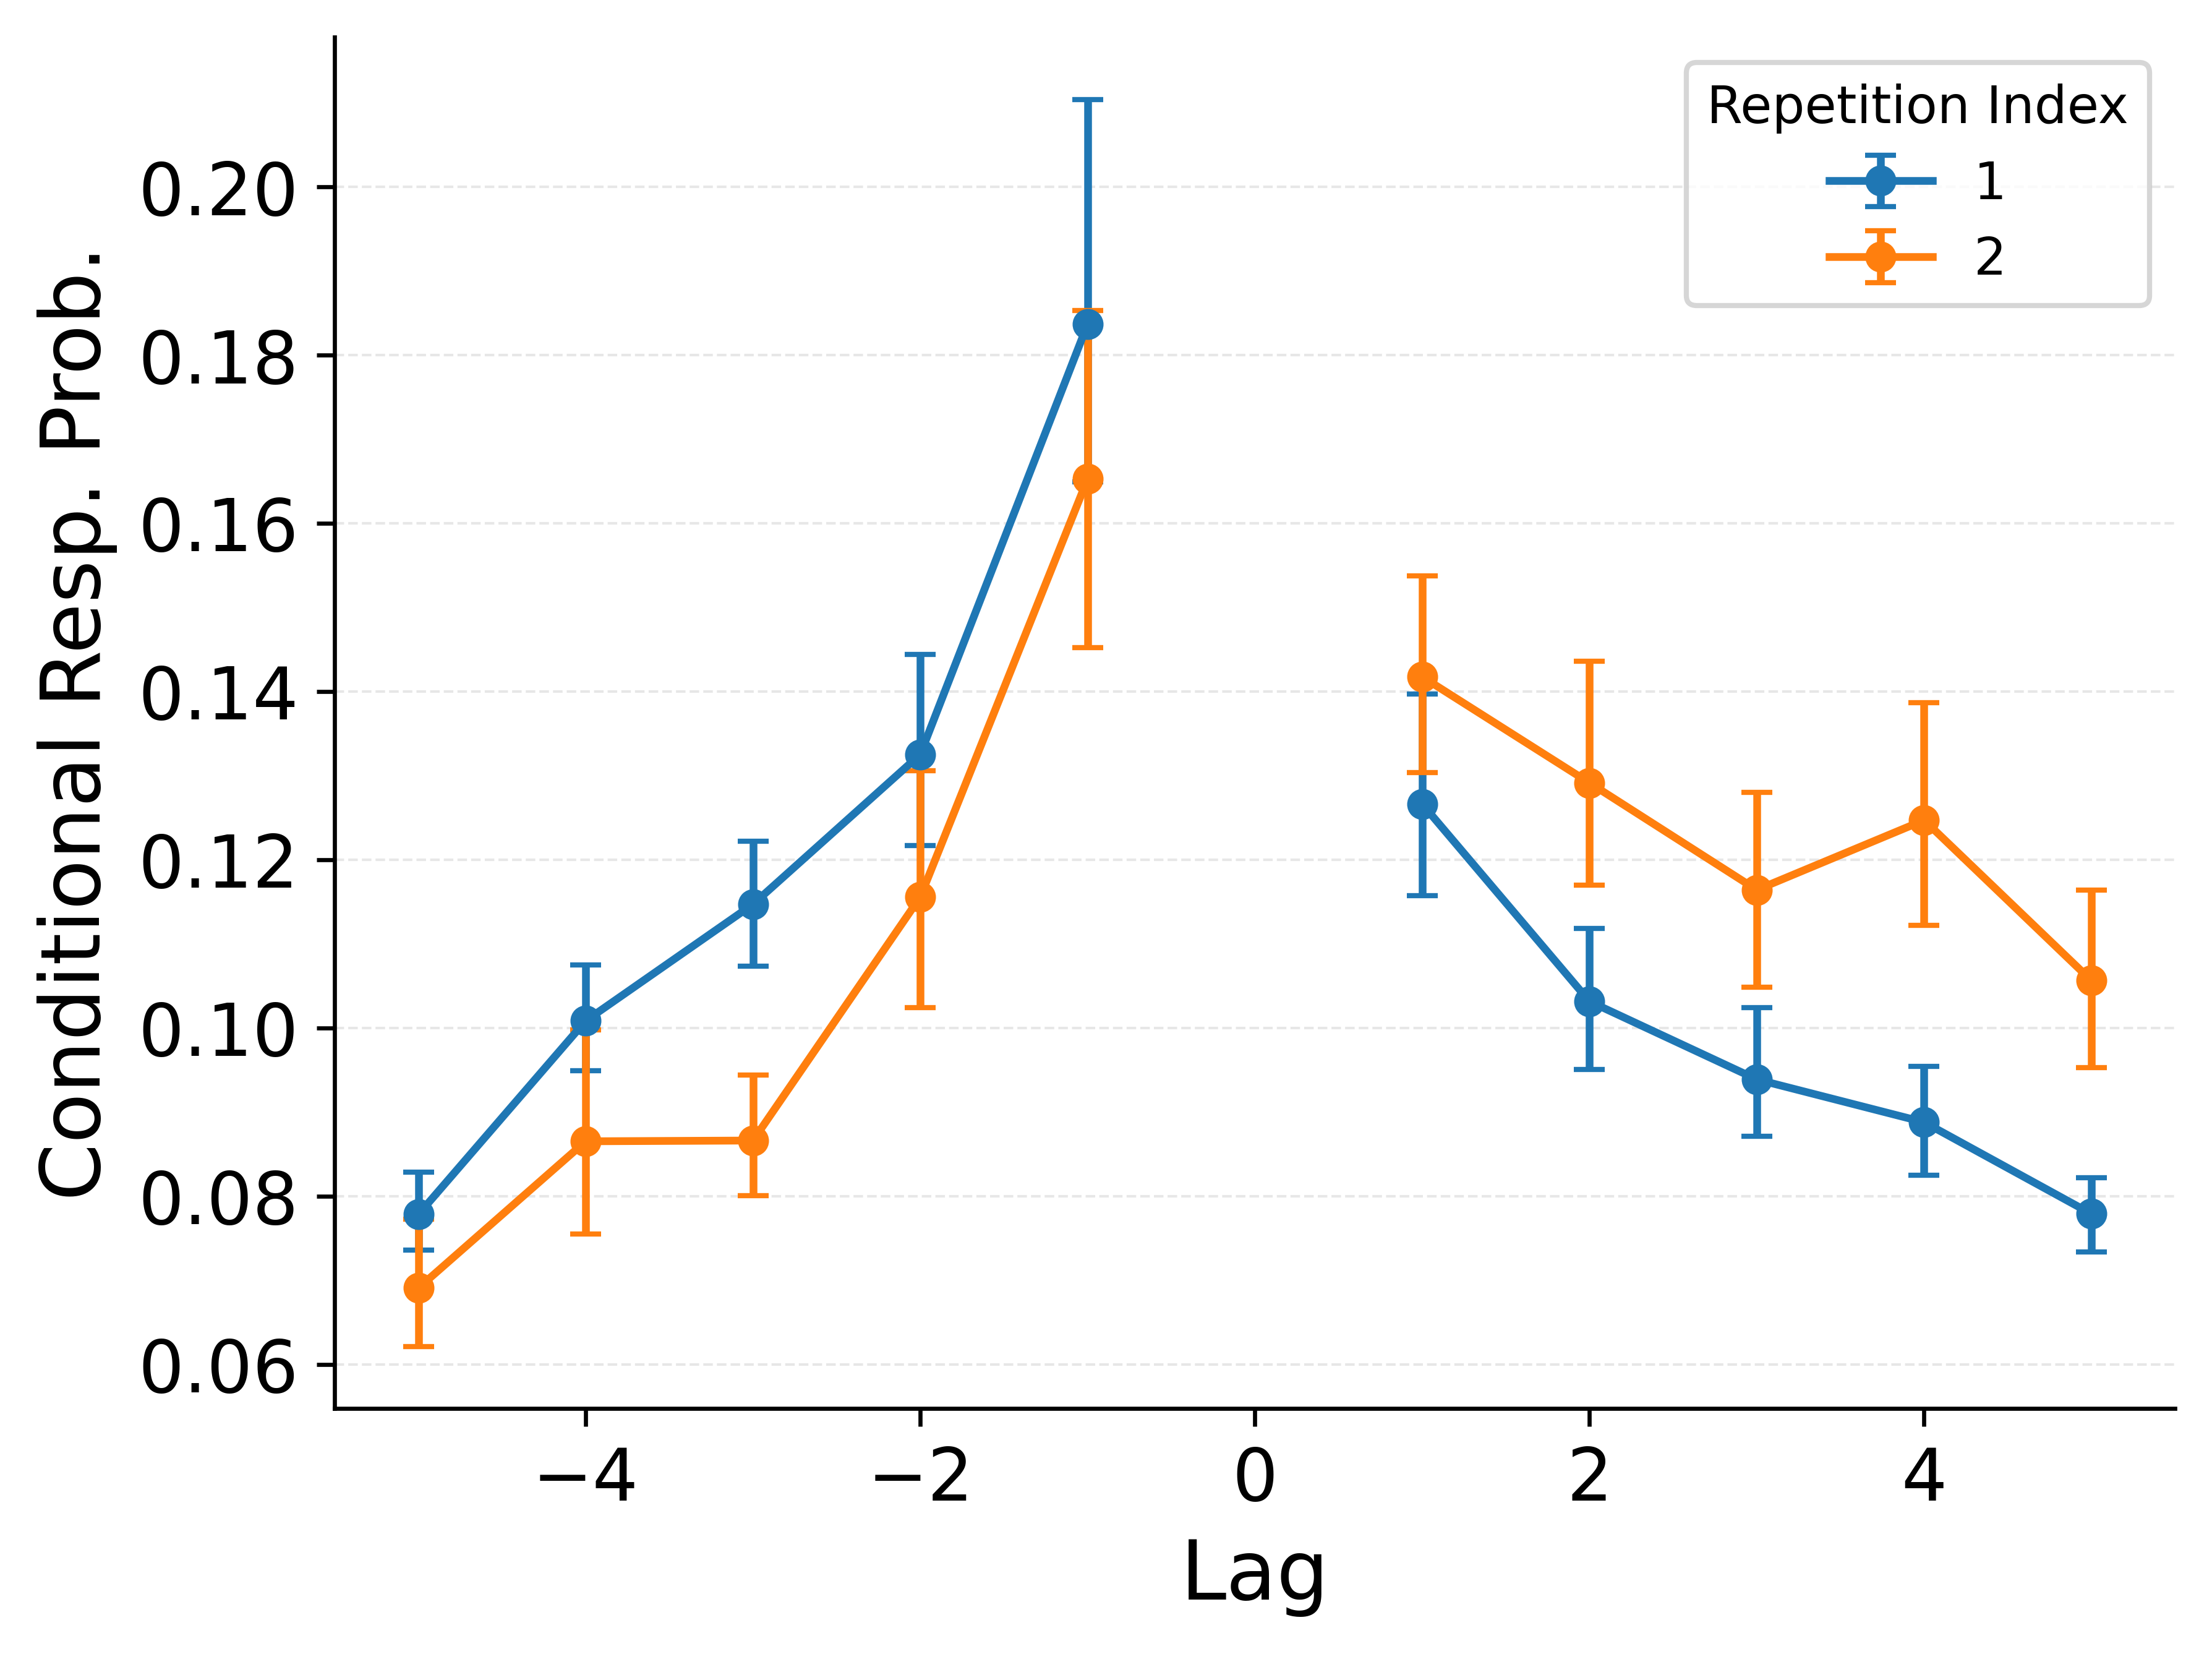 Repetition Index
1
2
Conditional Resp. Prob.
0.20
0.18
0.16
0.14
0.12
0.10
0.08
0.06
−4 −2 0 2 4
Lag